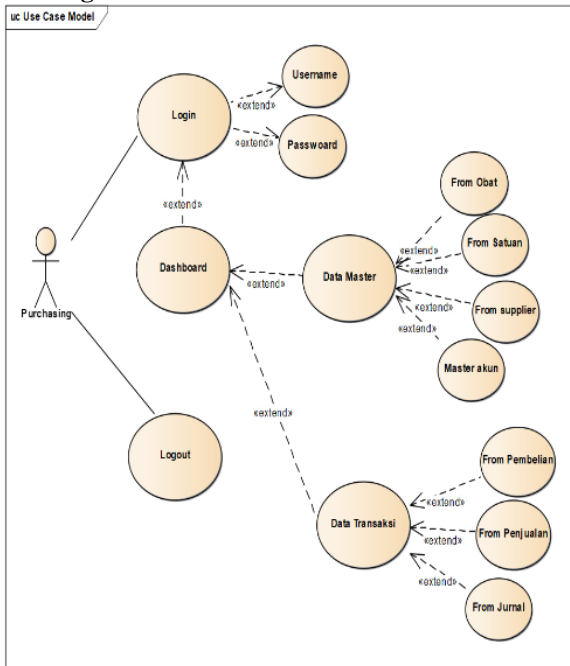 uc Use Case Model
Username
«extend»
Login
«extend»
Passwoard
«extend»
From Obat
From Satuan
«extend»
«extend»
Dashboard
«extend»
Data Master
«extend»
From supplier
Purchasing
«extend»
Master akun
«extend»
Logout
From Pembelian
«extend»
Data Transaksi
From Penjualan
«extend»
«extend»
From Jurnal